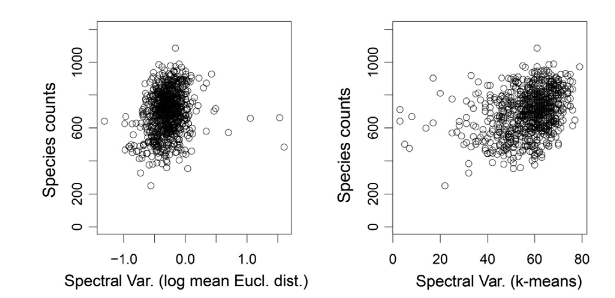 Species counts
1000
600
200
0
−1.0 0.0 1.0
Spectral Var. (log mean Eucl. dist.)
Species counts
1000
600
200
0
0 20 40 60 80
Spectral Var. (k-means)